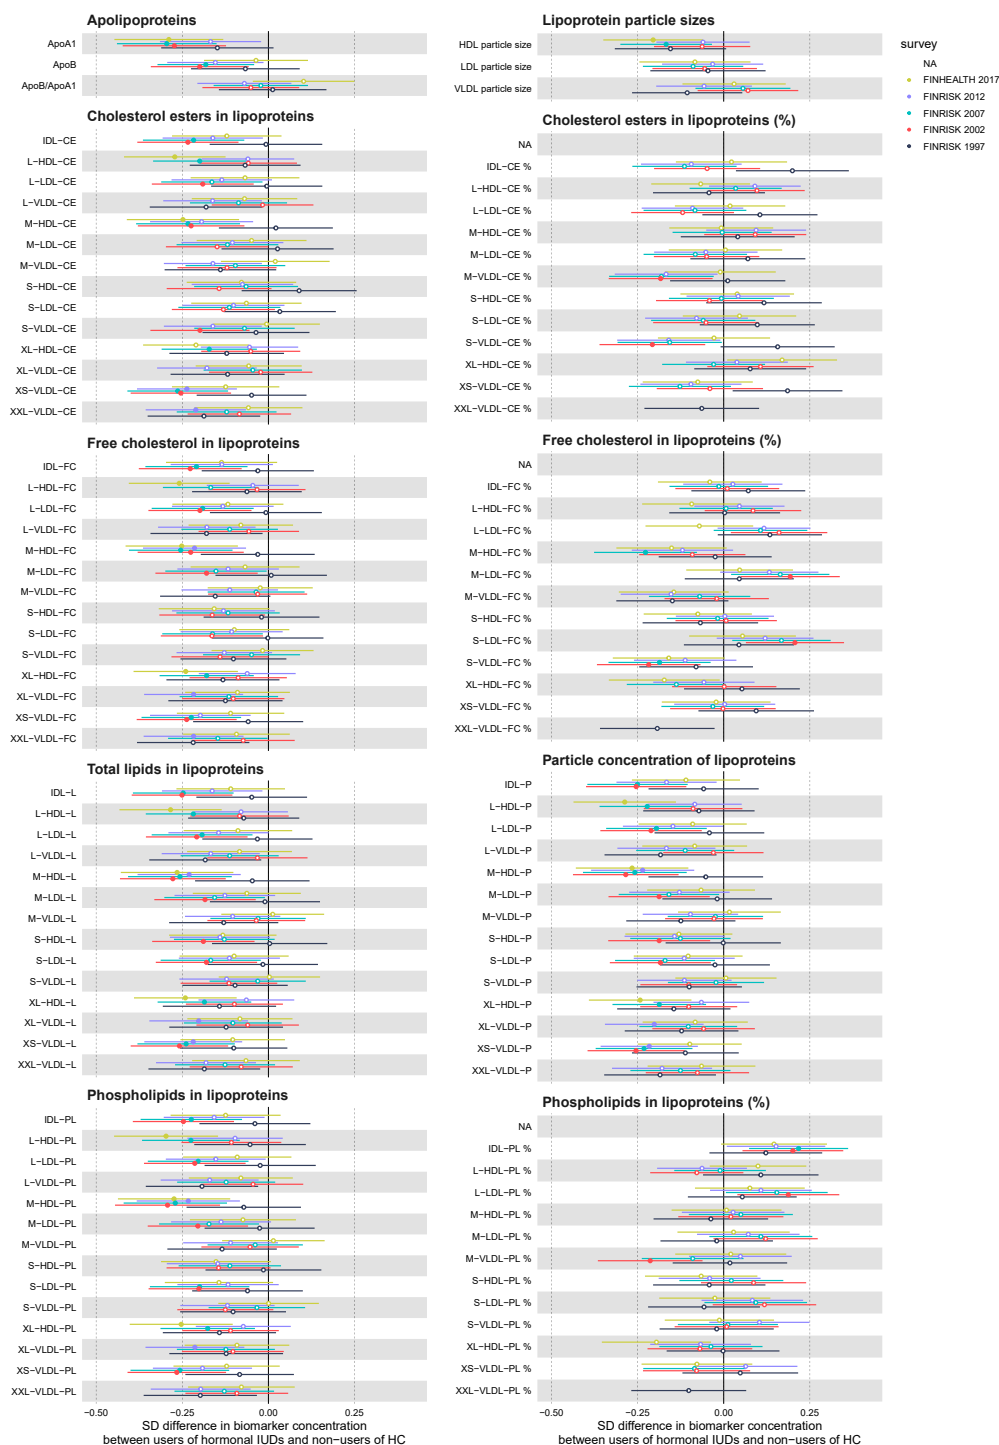 Apolipoproteins
ApoA1
ApoB
ApoB/ApoA1
Cholesterol esters in lipoproteins
IDL−CE
L−HDL−CE
L−LDL−CE
L−VLDL−CE
M−HDL−CE
M−LDL−CE
M−VLDL−CE
S−HDL−CE
S−LDL−CE
S−VLDL−CE
XL−HDL−CE
XL−VLDL−CE
XS−VLDL−CE
XXL−VLDL−CE
Free cholesterol in lipoproteins
IDL−FC
L−HDL−FC
L−LDL−FC
L−VLDL−FC
M−HDL−FC
M−LDL−FC
M−VLDL−FC
S−HDL−FC
S−LDL−FC
S−VLDL−FC
XL−HDL−FC
XL−VLDL−FC
XS−VLDL−FC
XXL−VLDL−FC
Total lipids in lipoproteins
IDL−L
L−HDL−L
L−LDL−L
L−VLDL−L
M−HDL−L
M−LDL−L
M−VLDL−L
S−HDL−L
S−LDL−L
S−VLDL−L
XL−HDL−L
XL−VLDL−L
XS−VLDL−L
XXL−VLDL−L
Phospholipids in lipoproteins
IDL−PL
L−HDL−PL
L−LDL−PL
L−VLDL−PL
M−HDL−PL
M−LDL−PL
M−VLDL−PL
S−HDL−PL
S−LDL−PL
S−VLDL−PL
XL−HDL−PL
XL−VLDL−PL
XS−VLDL−PL
XXL−VLDL−PL
−0.50 −0.25 0.00 0.25
SD difference in biomarker concentration
between users of hormonal IUDs and non−users of HC
Lipoprotein particle sizes
HDL particle size
LDL particle size
VLDL particle size
Cholesterol esters in lipoproteins (%)
NA
IDL−CE %
L−HDL−CE %
L−LDL−CE %
M−HDL−CE %
M−LDL−CE %
M−VLDL−CE %
S−HDL−CE %
S−LDL−CE %
S−VLDL−CE %
XL−HDL−CE %
XS−VLDL−CE %
XXL−VLDL−CE %
Free cholesterol in lipoproteins (%)
NA
IDL−FC %
L−HDL−FC %
L−LDL−FC %
M−HDL−FC %
M−LDL−FC %
M−VLDL−FC %
S−HDL−FC %
S−LDL−FC %
S−VLDL−FC %
XL−HDL−FC %
XS−VLDL−FC %
XXL−VLDL−FC %
Particle concentration of lipoproteins
IDL−P
L−HDL−P
L−LDL−P
L−VLDL−P
M−HDL−P
M−LDL−P
M−VLDL−P
S−HDL−P
S−LDL−P
S−VLDL−P
XL−HDL−P
XL−VLDL−P
XS−VLDL−P
XXL−VLDL−P
Phospholipids in lipoproteins (%)
NA
IDL−PL %
L−HDL−PL %
L−LDL−PL %
M−HDL−PL %
M−LDL−PL %
M−VLDL−PL %
S−HDL−PL %
S−LDL−PL %
S−VLDL−PL %
XL−HDL−PL %
XS−VLDL−PL %
XXL−VLDL−PL %
−0.50 −0.25 0.00 0.25
SD difference in biomarker concentration
between users of hormonal IUDs and non−users of HC
survey
NA
FINHEALTH 2017
FINRISK 2012
FINRISK 2007
FINRISK 2002
FINRISK 1997